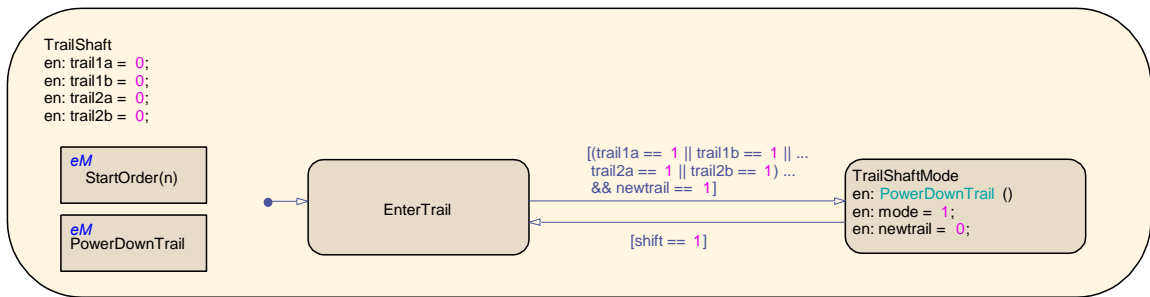 TrailShaft
en: trail1a = 0;
en: trail1b = 0;
en: trail2a = 0;
en: trail2b = 0;
eM
StartOrder(n)
eM
PowerDownTrail
EnterTrail
[(trail1a == 1 || trail1b == 1 || ...
trail2a == 1 || trail2b == 1) ...
&& newtrail == 1]
[shift == 1]
TrailShaftMode
en: PowerDownTrail ()
en: mode = 1;
en: newtrail = 0;